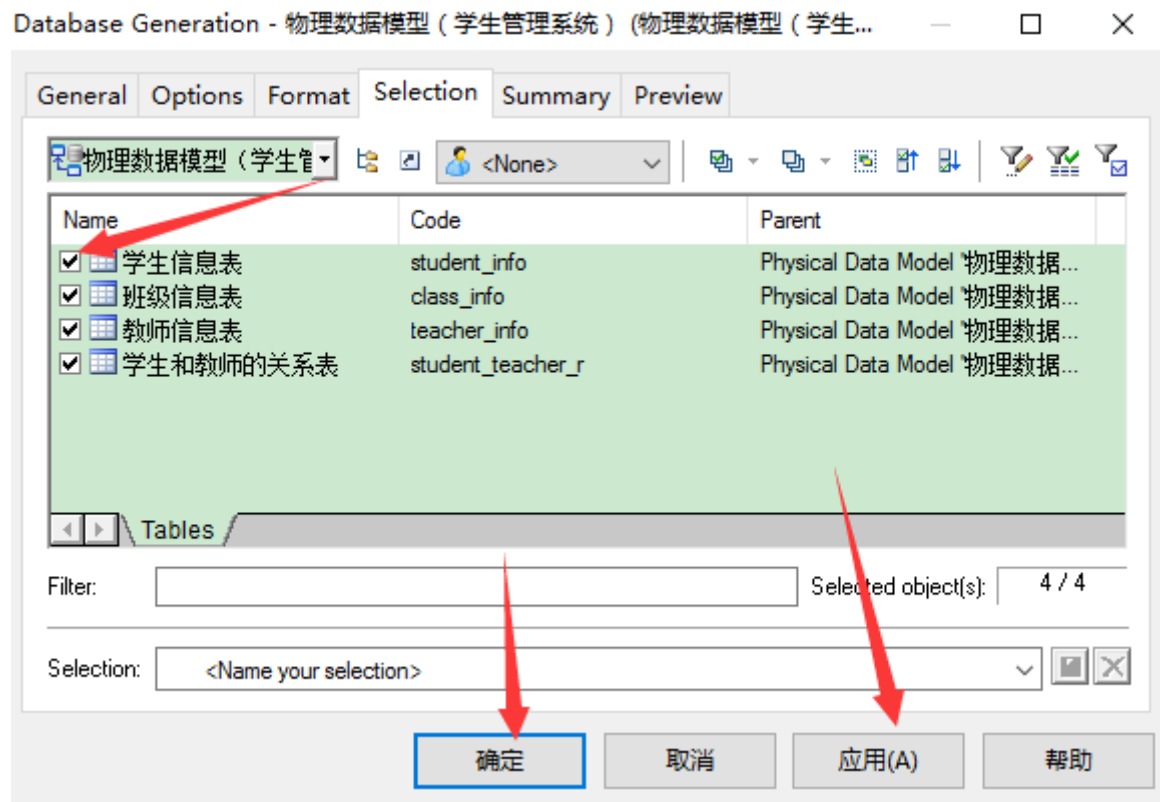 Database Generation - 物理数据模型（学生管理系统） (物理数据模型（学生...
General Options Format Selection Summary Preview
物理数据模型（学生管 <None>
Name Code Parent
学生信息表 student_info Physical Data Model '物理数据...
班级信息表 class_info Physical Data Model '物理数据...
教师信息表 teacher_info Physical Data Model '物理数据...
学生和教师的关系表 student_teacher_r Physical Data Model '物理数据...
Tables
Filter: Selected object(s): 4 / 4
Selection: <Name your selection>
确定 取消 应用(A) 帮助